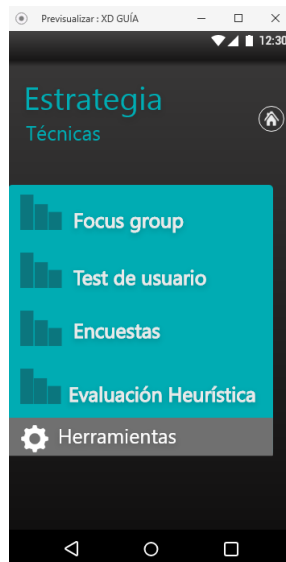 Previsualizar : XD GUÍA
12:30
Estrategia
Técnicas
Focus group
Test de usuario
Encuestas
Evaluación Heurística
Herramientas